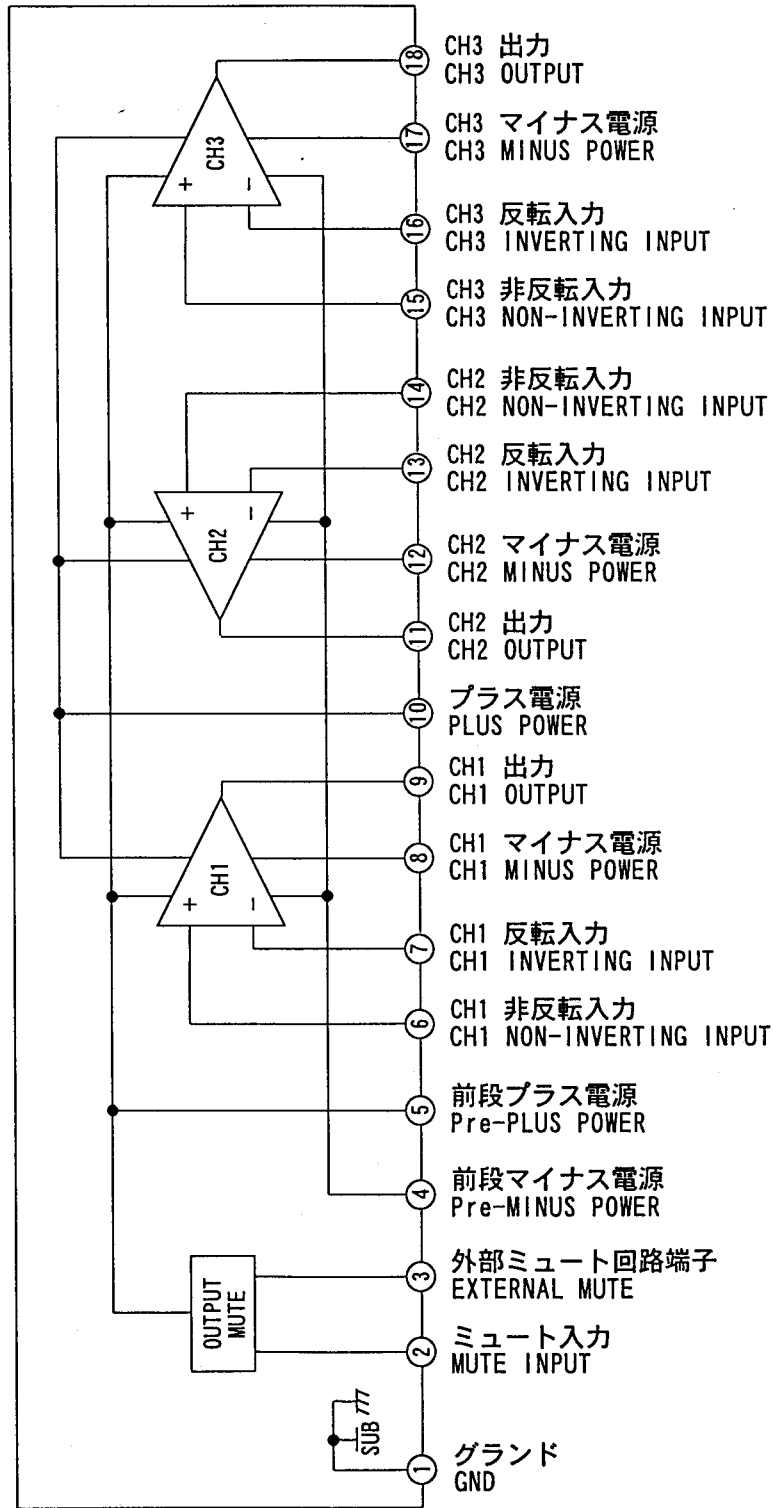 18
CH3 出力
CH3 OUTPUT
CH3
17
CH3 マイナス電源
CH3 MINUS POWER
+
−
16
CH3 反転入力
CH3 INVERTING INPUT
15
CH3 非反転入力
CH3 NON-INVERTING INPUT
14
CH2 非反転入力
CH2 NON-INVERTING INPUT
13
CH2 反転入力
CH2 INVERTING INPUT
+
−
CH2
12
CH2 マイナス電源
CH2 MINUS POWER
11
CH2 出力
CH2 OUTPUT
10
プラス電源
PLUS POWER
9
CH1 出力
CH1 OUTPUT
8
CH1 マイナス電源
CH1 MINUS POWER
CH1
+
−
7
CH1 反転入力
CH1 INVERTING INPUT
6
CH1 非反転入力
CH1 NON-INVERTING INPUT
5
前段プラス電源
Pre-PLUS POWER
4
前段マイナス電源
Pre-MINUS POWER
OUTPUT
MUTE
3
外部ミュート回路端子
EXTERNAL MUTE
2
ミュート入力
MUTE INPUT
SUB
1
グランド
GND